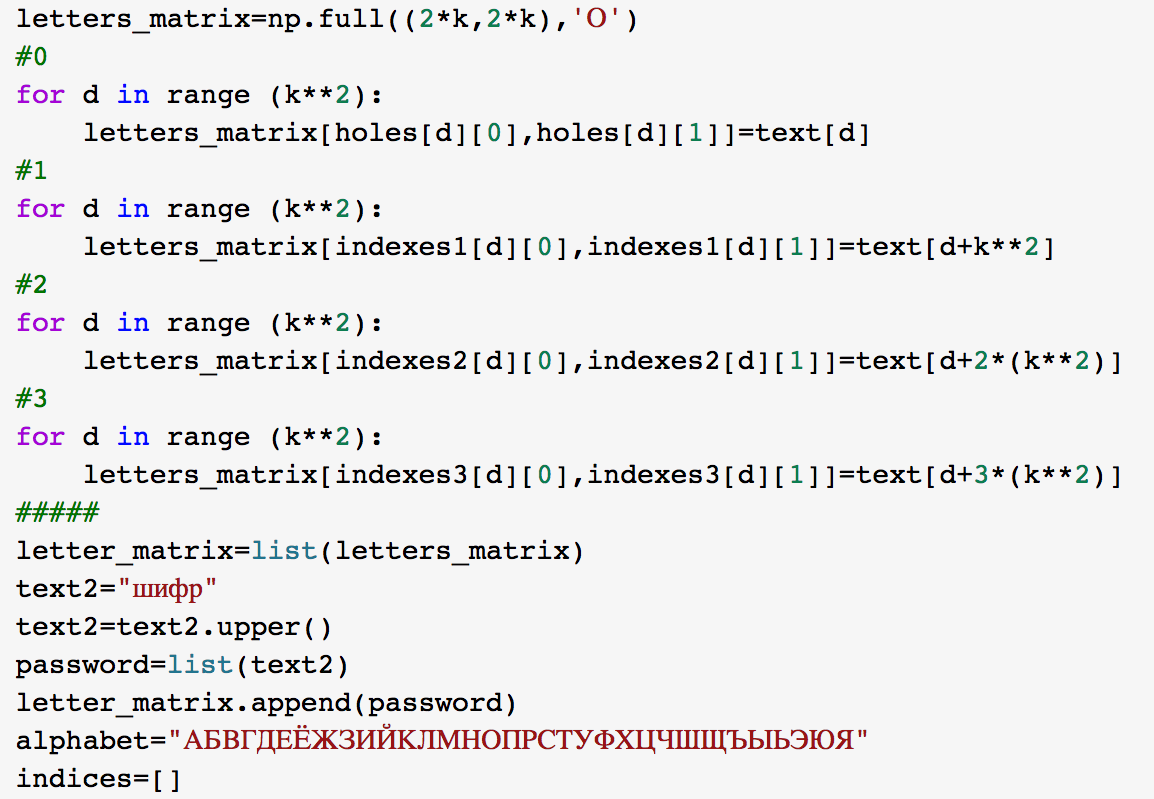 letters_matrix=np.full((2*k,2*k),'О')
#0
for d in range (k**2):
    letters_matrix[holes[d][0],holes[d][1]]=text[d]
#1
for d in range (k**2):
    letters_matrix[indexes1[d][0],indexes1[d][1]]=text[d+k**2]
#2
for d in range (k**2):
    letters_matrix[indexes2[d][0],indexes2[d][1]]=text[d+2*(k**2)]
#3
for d in range (k**2):
    letters_matrix[indexes3[d][0],indexes3[d][1]]=text[d+3*(k**2)]
#####
letter_matrix=list(letters_matrix)
text2="шифр"
text2=text2.upper()
password=list(text2)
letter_matrix.append(password)
alphabet="АБВГДЕЁЖЗИЙКЛМНОПРСТУФХЦЧШЩЪЫЬЭЮЯ"
indices=[]